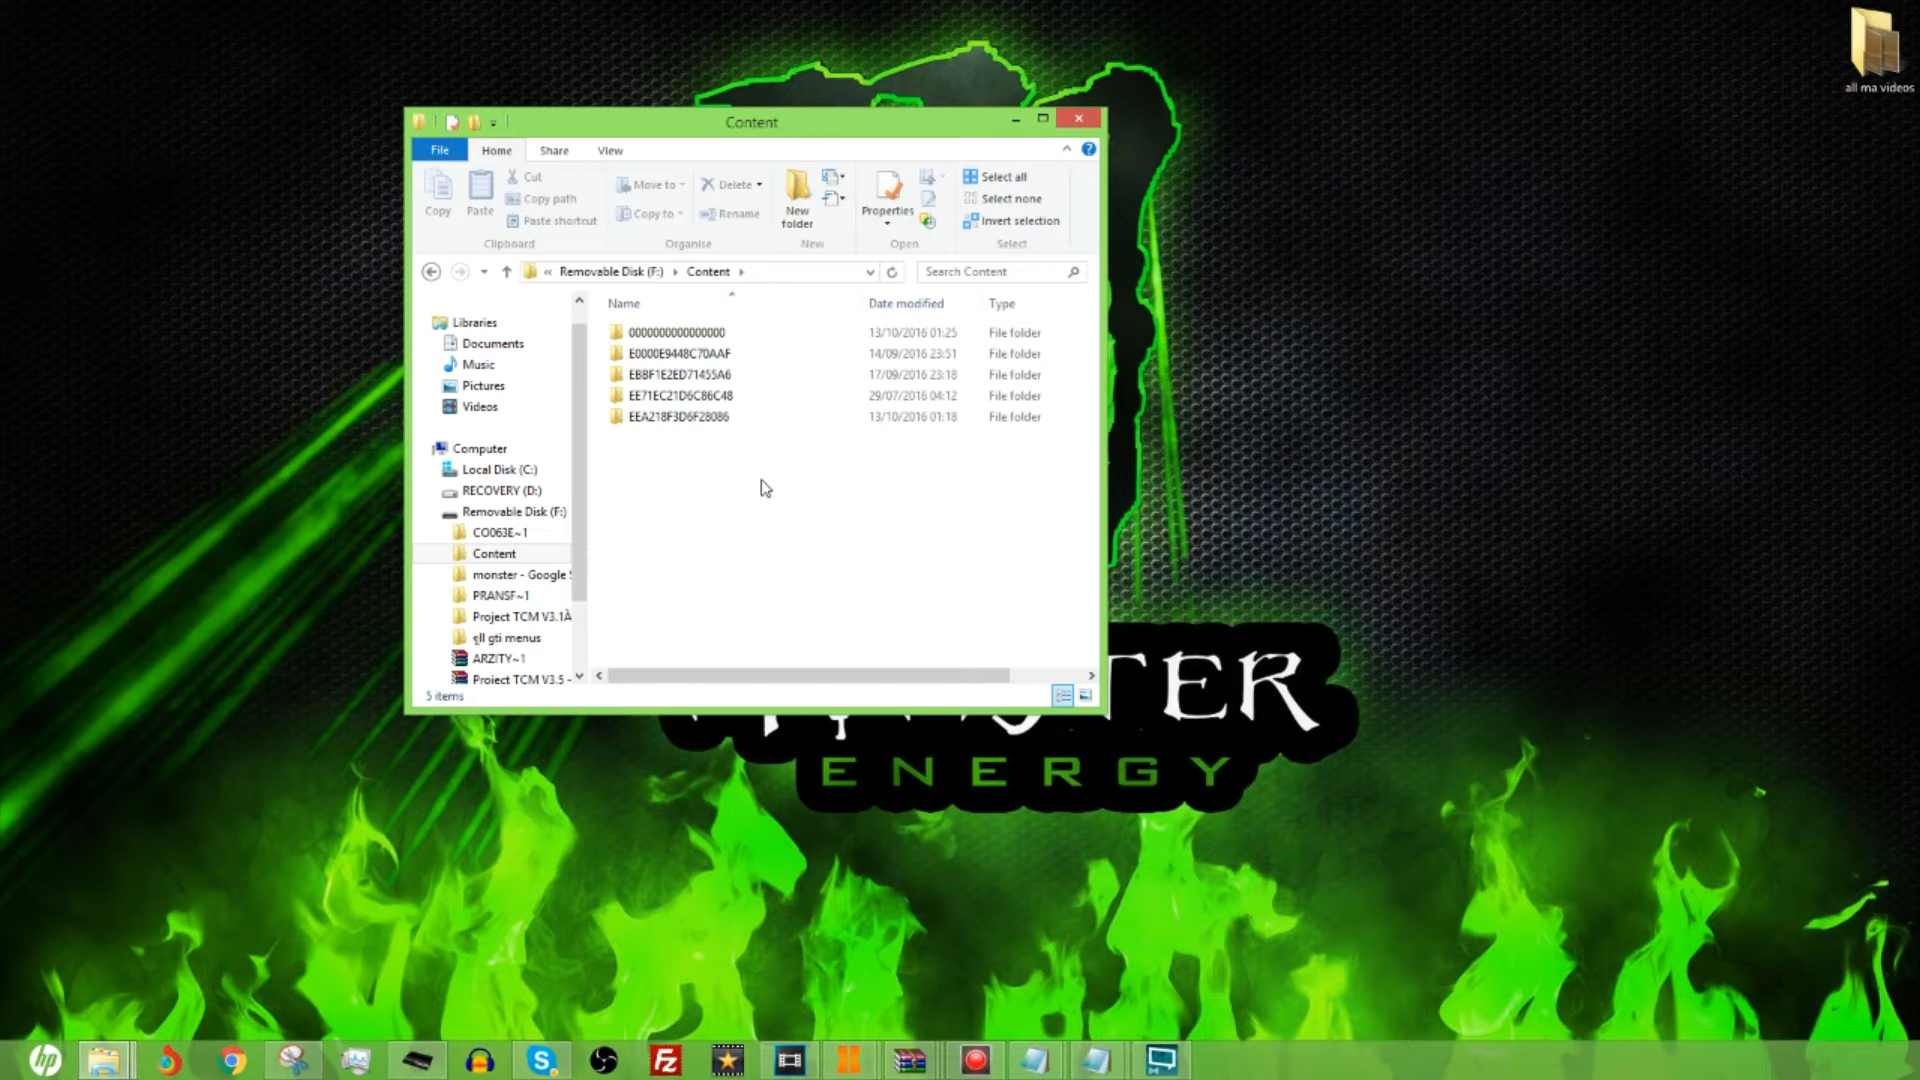 all ma videos
Content
File Home Share View
Copy
Paste
Cut
Copy path
Paste shortcut
Clipboard
Move to
Copy to
Delete
Rename
Organise
New folder
New
Properties
Open
Select all
Select none
Invert selection
Select
« Removable Disk (F:) Content
Search Content
Name Date modified Type
0000000000000000 13/10/2016 01:25 File folder
E0000E9448C70AAF 14/09/2016 23:51 File folder
EBBF1E2ED71455A6 17/09/2016 23:18 File folder
EE71EC21D6C86C48 29/07/2016 04:12 File folder
EEA218F3D6F28086 13/10/2016 01:18 File folder
Libraries
Documents
Music
Pictures
Videos
Computer
Local Disk (C:)
RECOVERY (D:)
Removable Disk (F:)
CO063E~1
Content
monster - Google
PRANSF~1
Project TCM V3.1À
gti menus
ARZITY~1
Project TCM V3.5 -
5 items
TER
ENERGY
hp
S
Fz